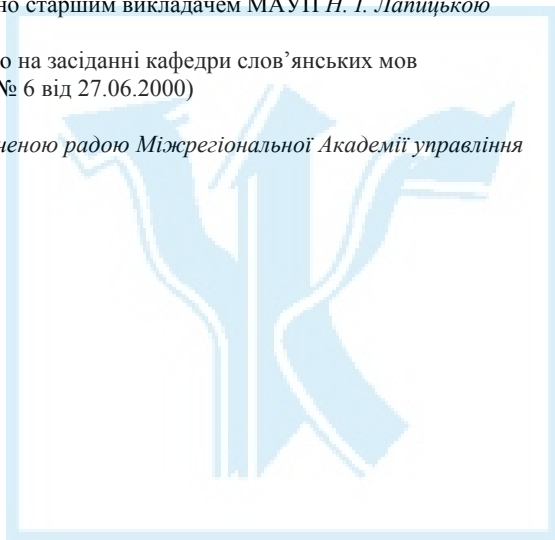 но старшим викладачем МАУП Н. І. Лапицькою
о на засіданні кафедри слов’янських мов
№ 6 від 27.06.2000)
ченою радою Міжрегіональної Академії управління